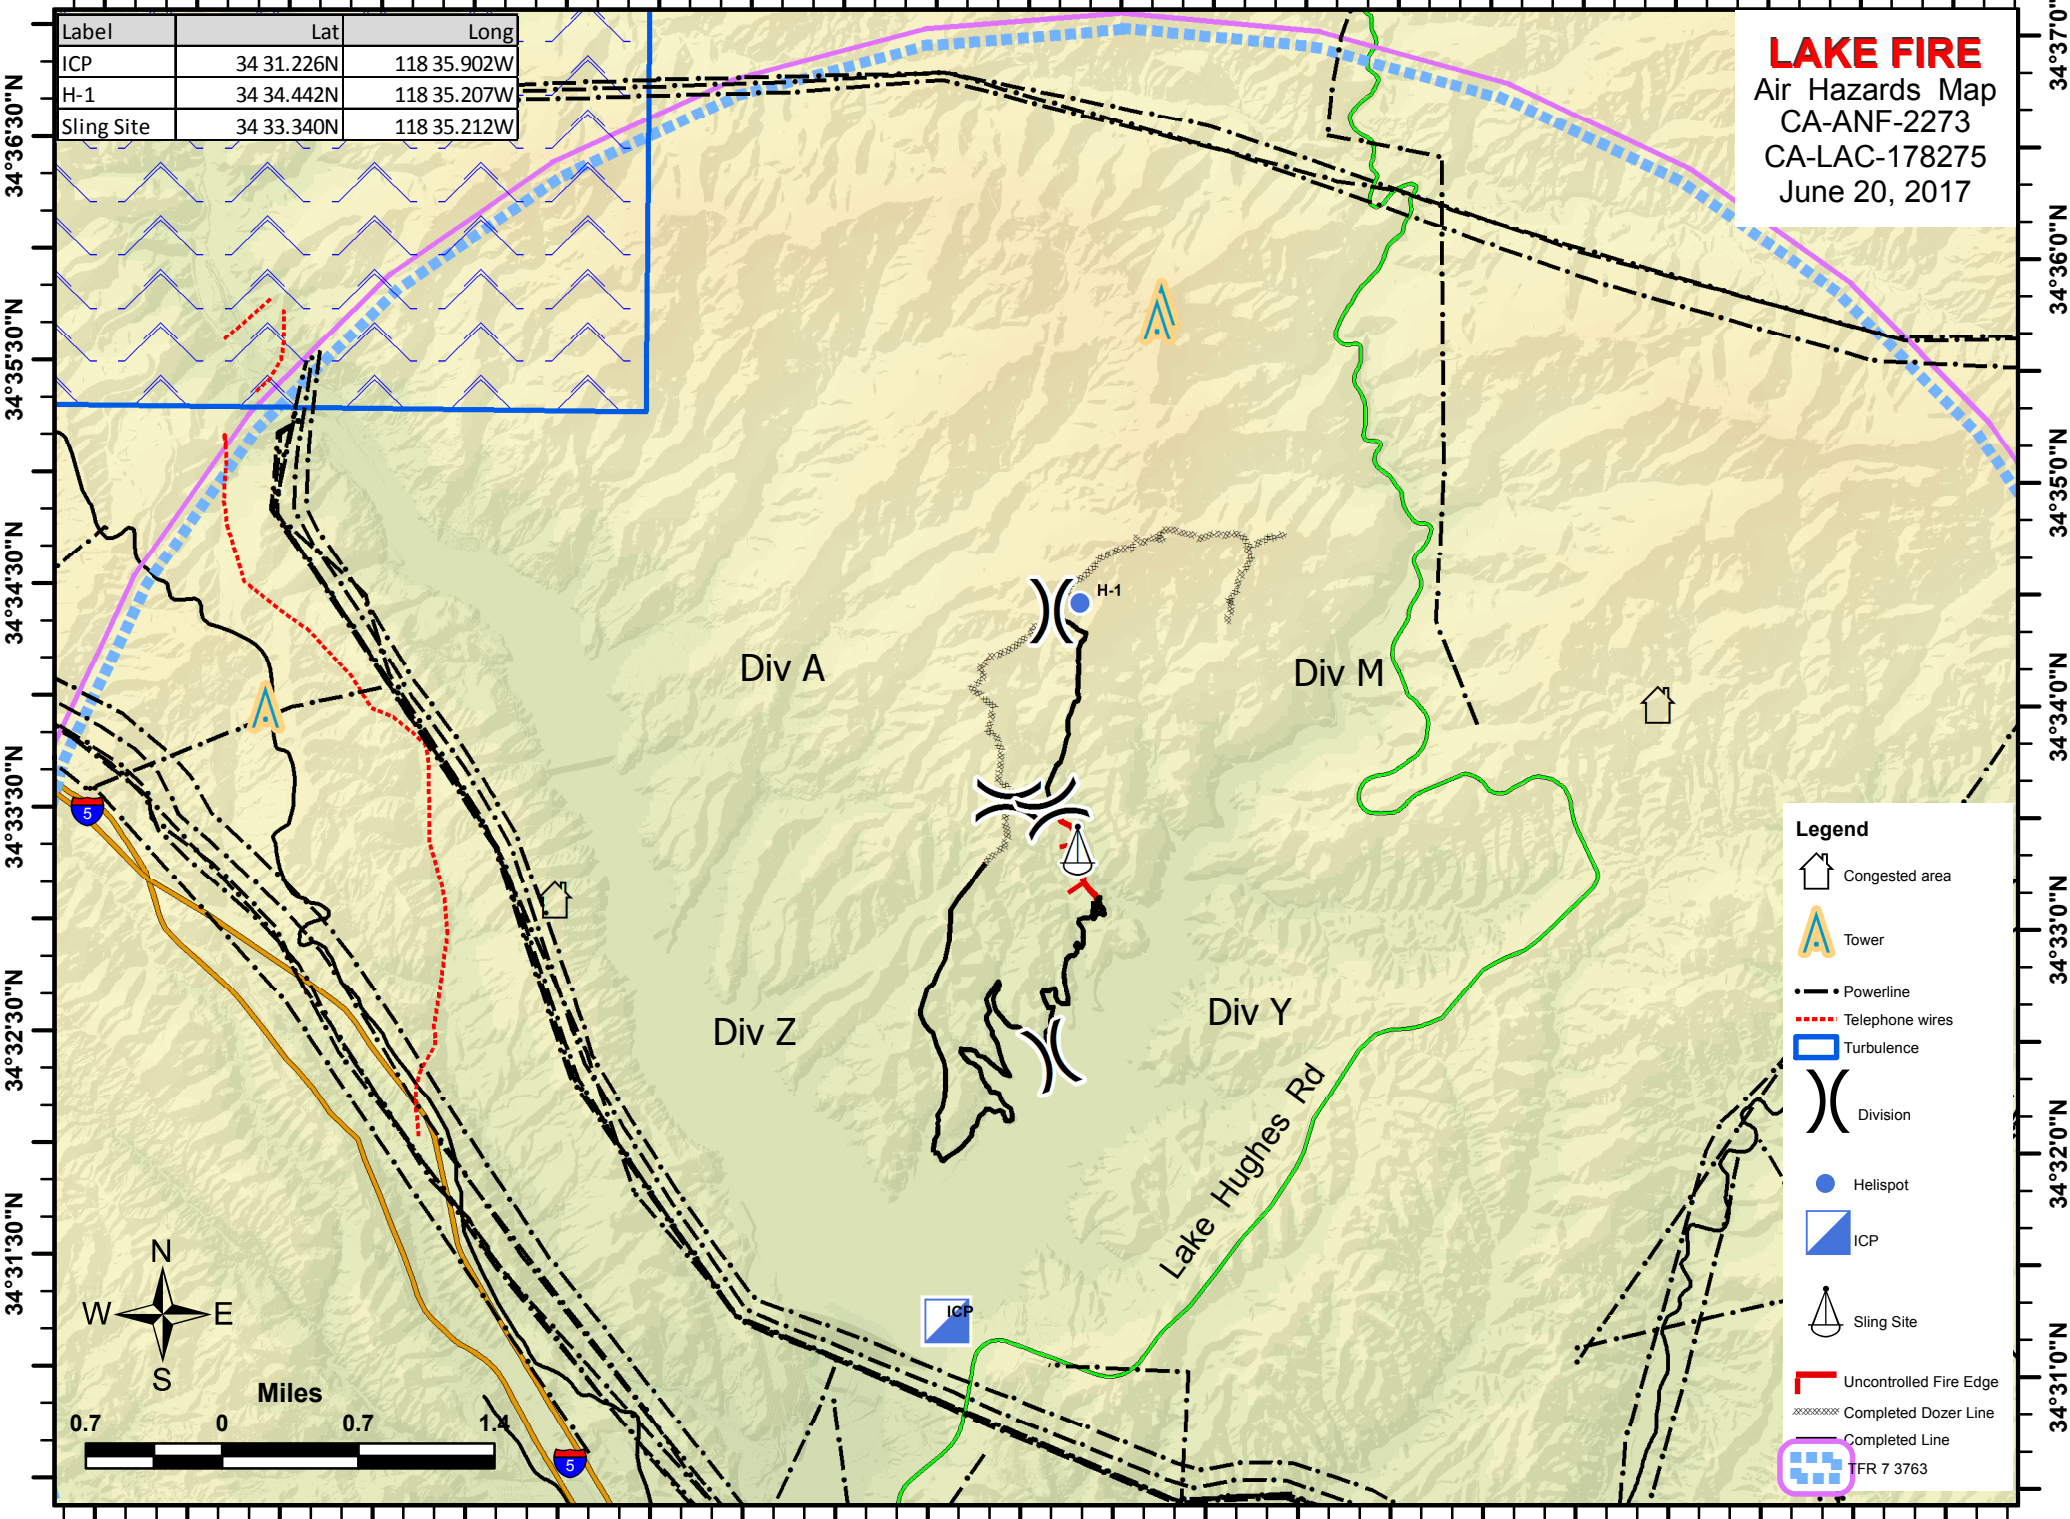 Label Lat Long
ICP 34 31.226N 118 35.902W
H-1 34 34.442N 118 35.207W
Sling Site 34 33.340N 118 35.212W
LAKE FIRE
Air Hazards Map
CA-ANF-2273
CA-LAC-178275
June 20, 2017
34°36'30"N
34°35'30"N
34°34'30"N
34°33'30"N
34°32'30"N
34°31'30"N
34°37'0"N
34°36'0"N
34°35'0"N
34°34'0"N
34°33'0"N
34°32'0"N
34°31'0"N
H-1
Div A
Div M
Div Z
Div Y
Lake Hughes Rd
ICP
5
5
N
W E
S
Miles
0.7 0 0.7 1.4
Legend
Congested area
Tower
Powerline
Telephone wires
Turbulence
Division
Helispot
ICP
Sling Site
Uncontrolled Fire Edge
Completed Dozer Line
Completed Line
TFR 7 3763